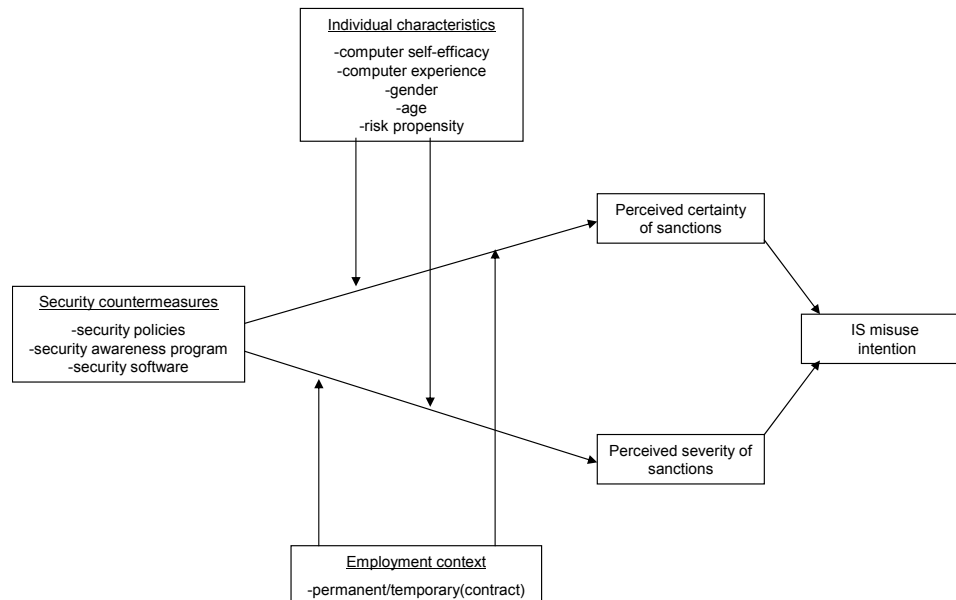 Individual characteristics
-computer self-efficacy
-computer experience
-gender
-age
-risk propensity
Perceived certainty
of sanctions
Security countermeasures
-security policies
-security awareness program
-security software
IS misuse
intention
Perceived severity of
sanctions
Employment context
-permanent/temporary(contract)